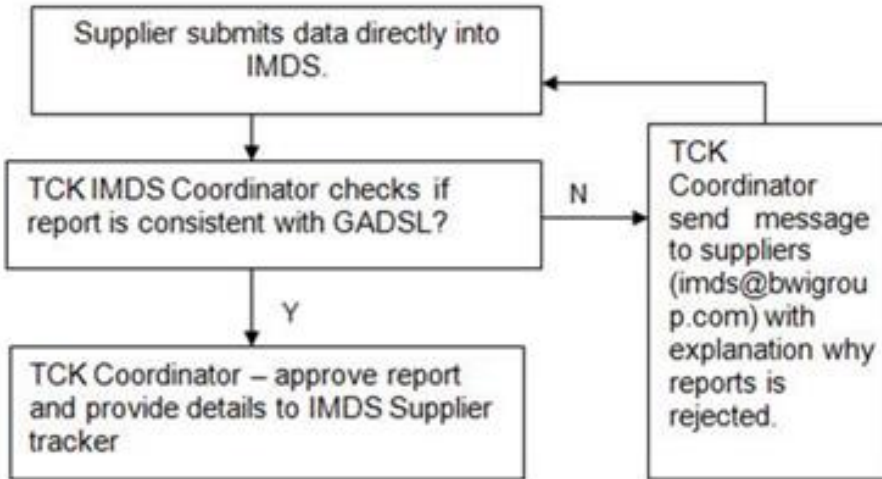 Supplier submits data directly into
IMDS.
TCK IMDS Coordinator checks if
report is consistent with GADSL?
N
TCK
Coordinator
send message
to suppliers
(imds@bwigrou
p.com) with
explanation why
reports is
rejected.
Y
TCK Coordinator – approve report
and provide details to IMDS Supplier
tracker